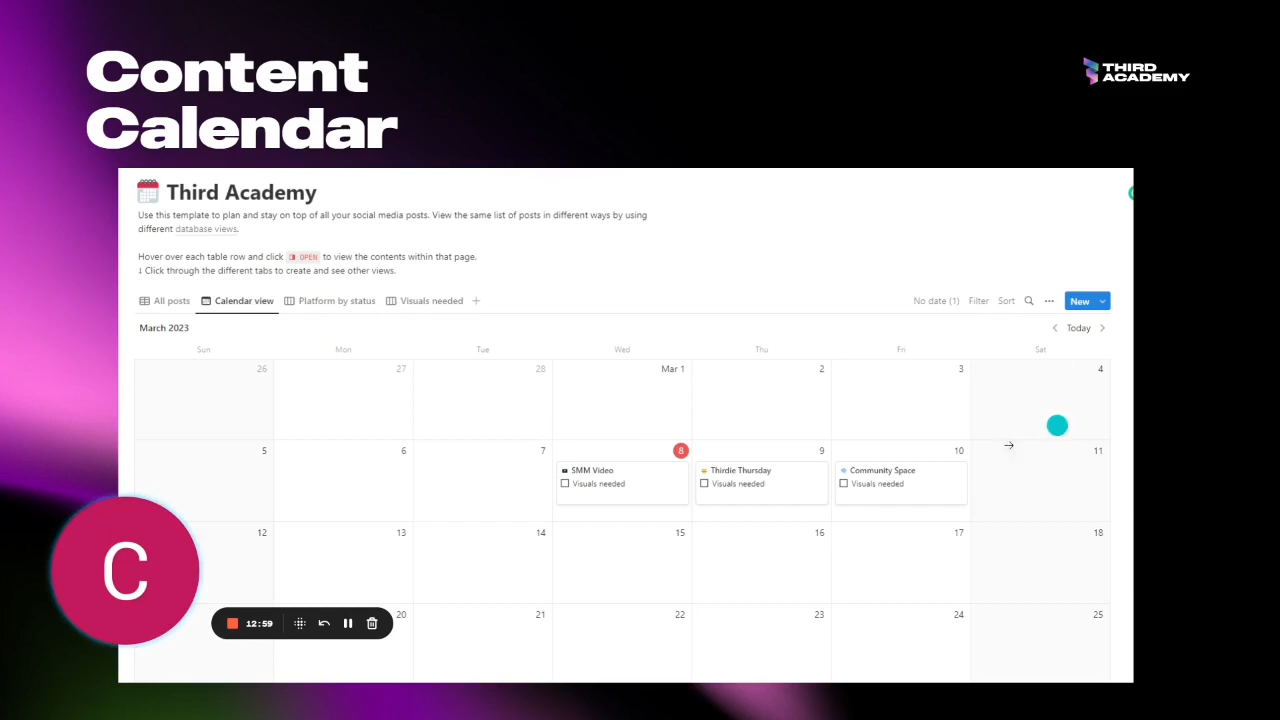 Content
Calendar
THIRD
ACADEMY
Third Academy
Use this template to plan and stay on top of all your social media posts. View the same list of posts in different ways by using
different database views.
Hover over each table row and click OPEN to view the contents within that page.
↓ Click through the different tabs to create and see other views.
All posts Calendar view Platform by status Visuals needed +
No date (1) Filter Sort ••• New
March 2023
Today
Sun Mon Tue Wed Thu Fri Sat
26 27 28 Mar 1 2 3 4
5 6 7 8 9 10 11
SMM Video Thirdie Thursday Community Space
Visuals needed Visuals needed Visuals needed
12 13 14 15 16 17 18
C
20 21 22 23 24 25
12:59